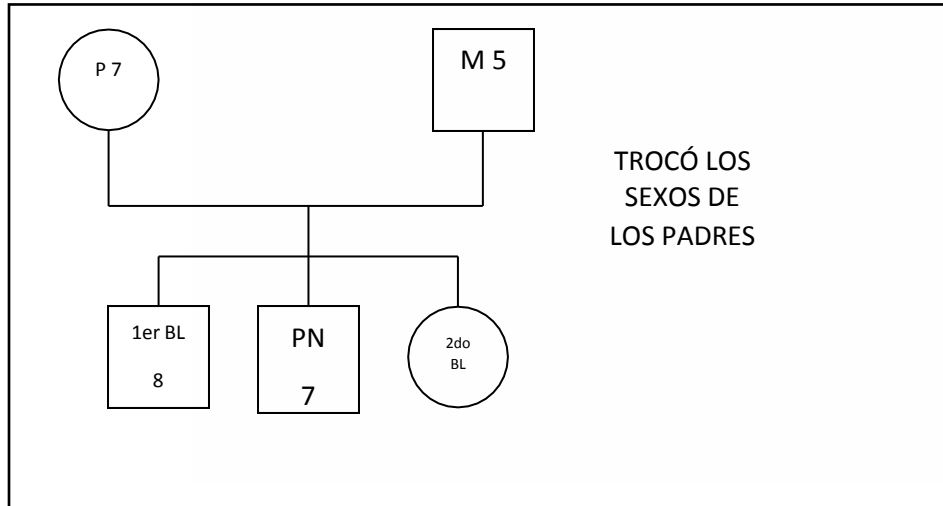 P 7
M 5
TROCÓ LOS
SEXOS DE
LOS PADRES
1er BL
8
PN
7
2do
BL